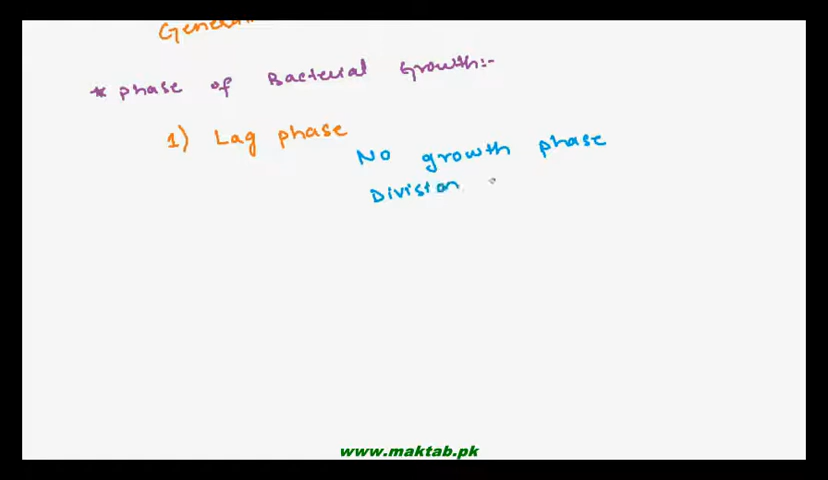 * Phase of Bacterial Growth:-
1) Lag phase
No growth phase
Division
www.maktab.pk